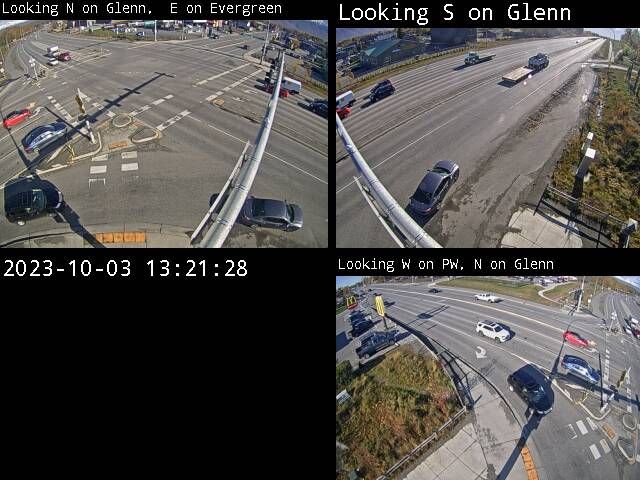 Looking N on Glenn, E on Evergreen
Looking S on Glenn
2023-10-03 13:21:28
Looking W on PW, N on Glenn